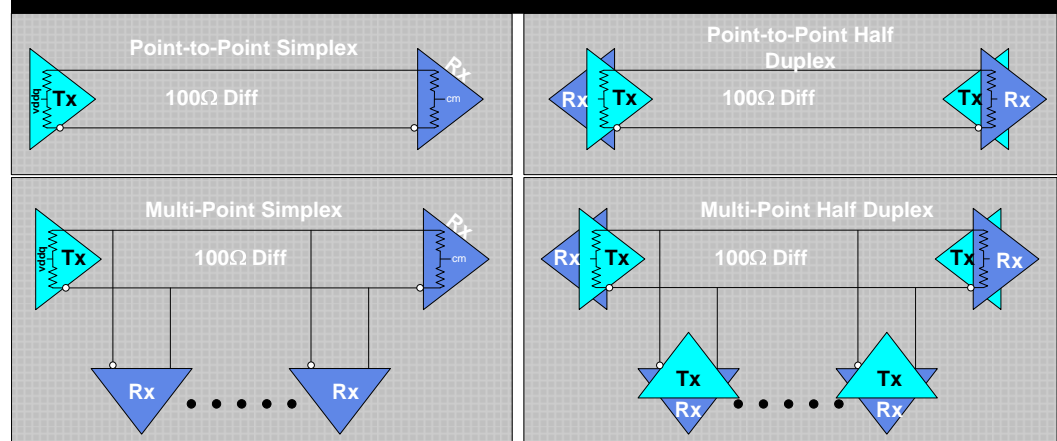 Point-to-Point Simplex
vddq
Tx
100Ω Diff
Rx
cm
Point-to-Point Half
Duplex
Rx
Tx
100Ω Diff
Tx
Rx
Multi-Point Simplex
vddq
Tx
100Ω Diff
Rx
cm
Rx
Rx
Multi-Point Half Duplex
Rx
Tx
100Ω Diff
Tx
Rx
Tx
Rx
Tx
Rx